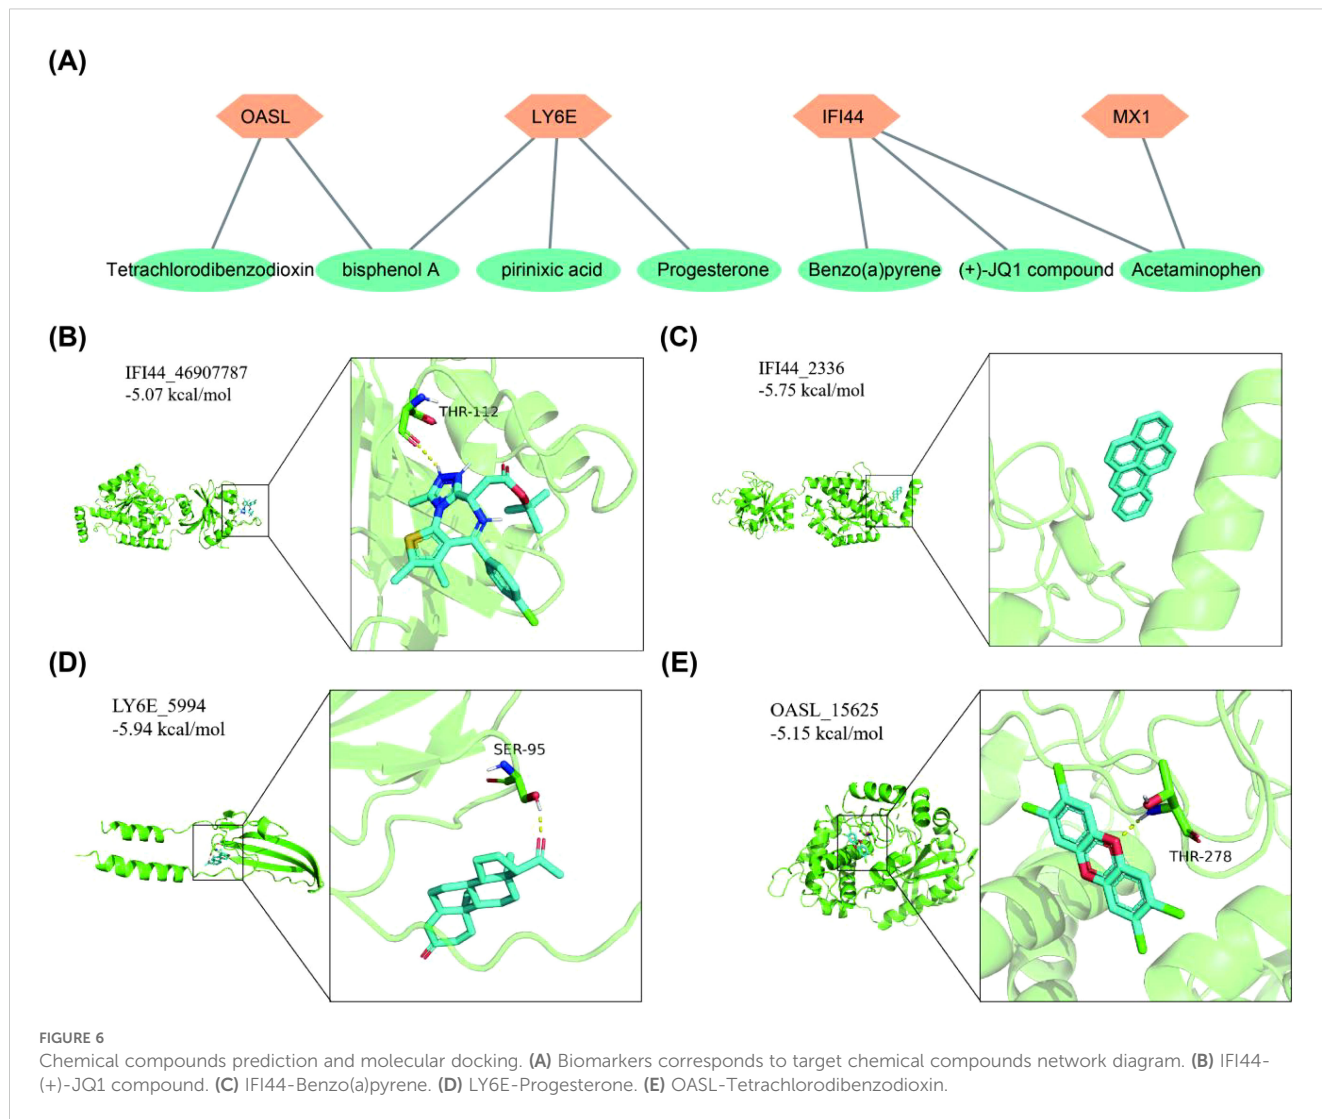 (A)
OASL
LY6E
IFI44
MX1
Tetrachlorodibenzodioxin
bisphenol A
pirinixic acid
Progesterone
Benzo(a)pyrene
(+)-JQ1 compound
Acetaminophen
(B)
IFI44_46907787
-5.07 kcal/mol
THR-112
(C)
IFI44_2336
-5.75 kcal/mol
(D)
LY6E_5994
-5.94 kcal/mol
SER-95
(E)
OASL_15625
-5.15 kcal/mol
THR-278
FIGURE 6
Chemical compounds prediction and molecular docking. (A) Biomarkers corresponds to target chemical compounds network diagram. (B) IFI44-
(+)-JQ1 compound. (C) IFI44-Benzo(a)pyrene. (D) LY6E-Progesterone. (E) OASL-Tetrachlorodibenzodioxin.